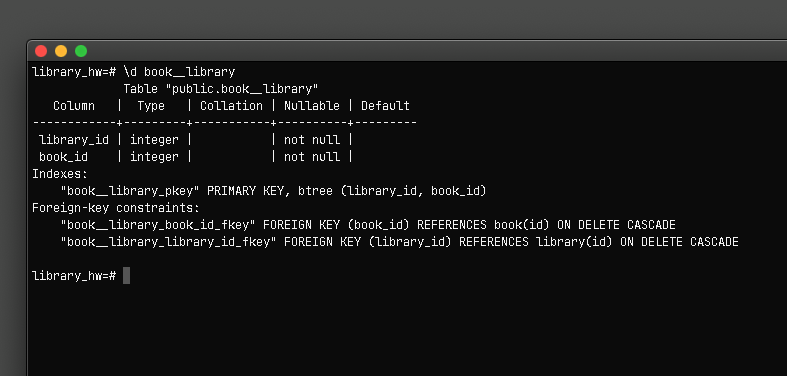 library_hw=# \d book__library
            Table "public.book__library"
   Column   |  Type   | Collation | Nullable | Default
------------+---------+-----------+----------+---------
 library_id | integer |           | not null |
 book_id    | integer |           | not null |
Indexes:
    "book__library_pkey" PRIMARY KEY, btree (library_id, book_id)
Foreign-key constraints:
    "book__library_book_id_fkey" FOREIGN KEY (book_id) REFERENCES book(id) ON DELETE CASCADE
    "book__library_library_id_fkey" FOREIGN KEY (library_id) REFERENCES library(id) ON DELETE CASCADE
library_hw=#